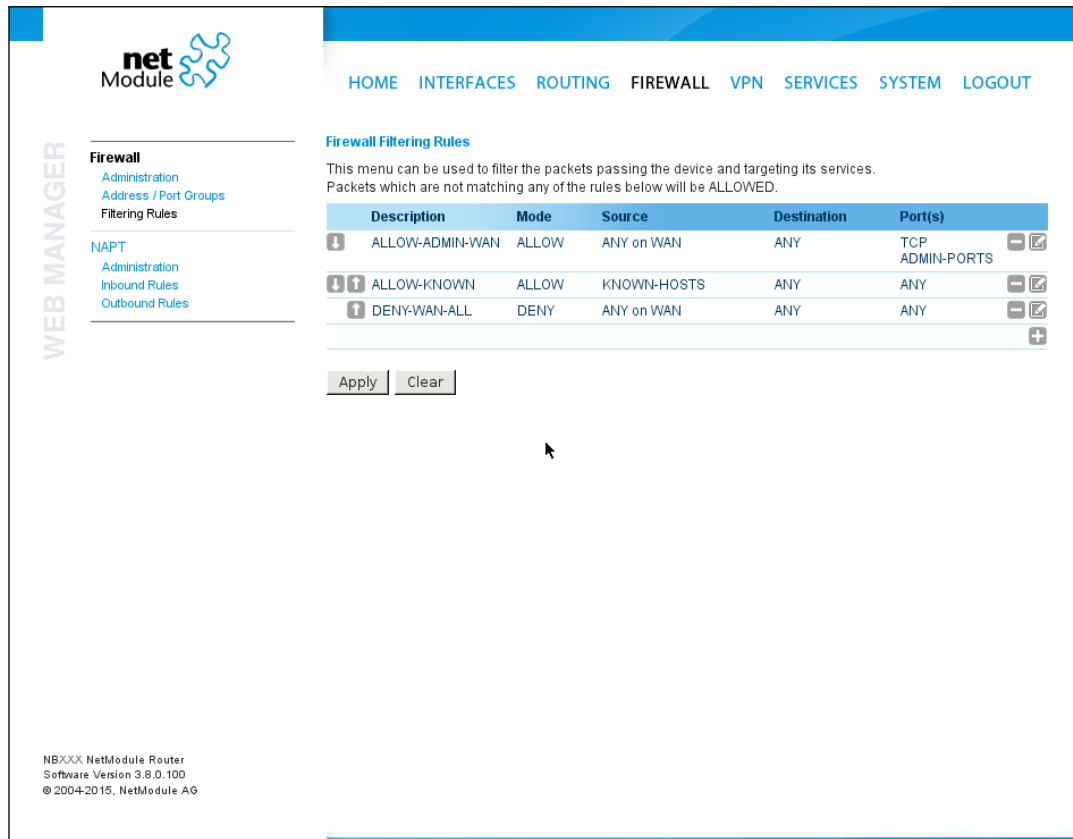 net
Module
HOME INTERFACES ROUTING FIREWALL VPN SERVICES SYSTEM LOGOUT
WEB MANAGER
Firewall
Administration
Address / Port Groups
Filtering Rules
NAPT
Administration
Inbound Rules
Outbound Rules
Firewall Filtering Rules
This menu can be used to filter the packets passing the device and targeting its services.
Packets which are not matching any of the rules below will be ALLOWED.
Description Mode Source Destination Port(s)
ALLOW-ADMIN-WAN ALLOW ANY on WAN ANY TCP
ADMIN-PORTS
ALLOW-KNOWN ALLOW KNOWN-HOSTS ANY ANY
DENY-WAN-ALL DENY ANY on WAN ANY ANY
Apply Clear
NBXXX NetModule Router
Software Version 3.8.0.100
© 2004-2015, NetModule AG